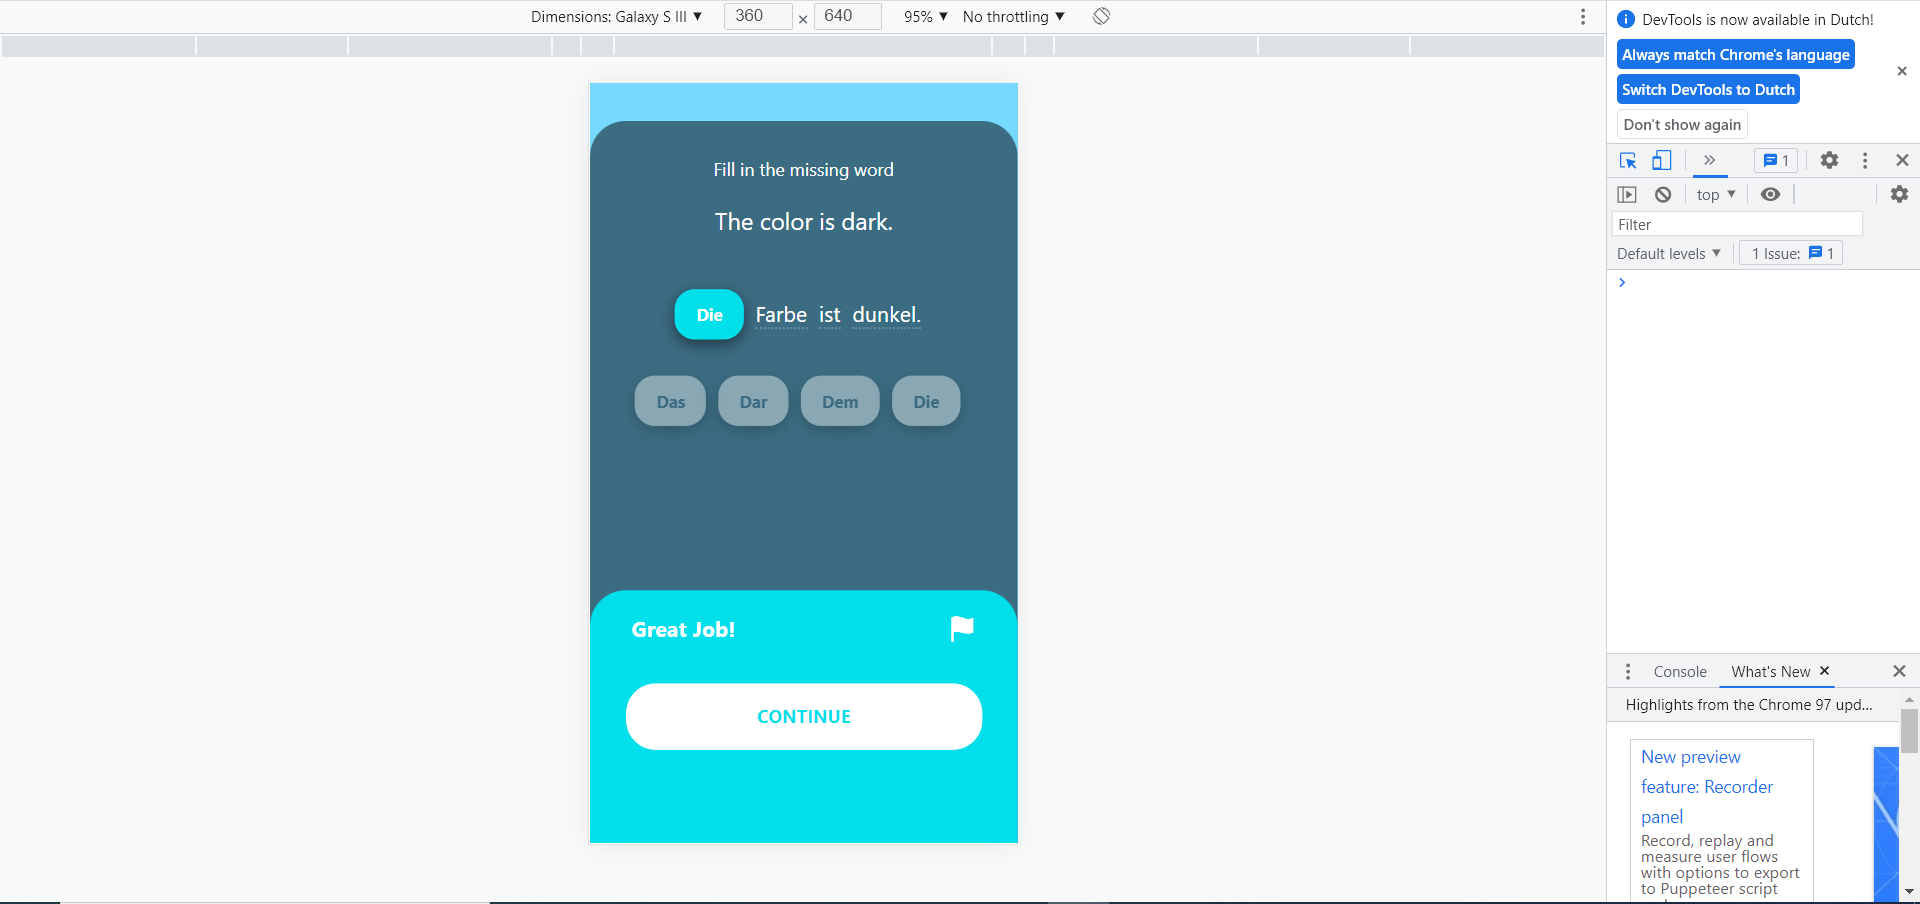 Dimensions: Galaxy S III ▼ 360 × 640 95% ▼ No throttling ▼
Fill in the missing word
The color is dark.
Die Farbe ist dunkel.
Das Dar Dem Die
Great Job!
CONTINUE
DevTools is now available in Dutch!
Always match Chrome's language
Switch DevTools to Dutch
Don't show again
1
top ▼
Filter
Default levels ▼ 1 Issue: 1
Console What's New
Highlights from the Chrome 97 upd...
New preview
feature: Recorder
panel
Record, replay and
measure user flows
with options to export
to Puppeteer script